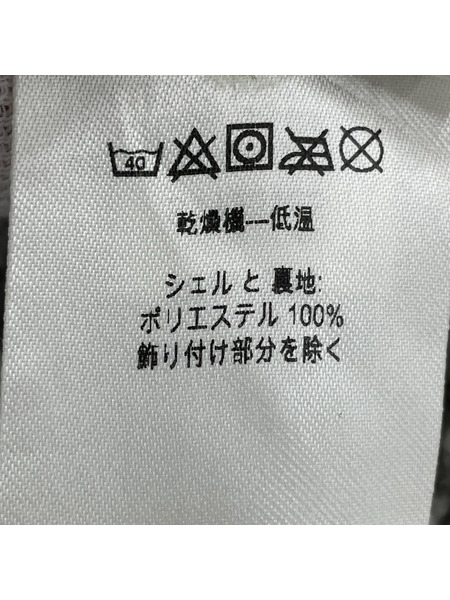 40
乾燥機—低温
シェルと 裏地:
ポリエステル 100%
飾り付け部分を除く